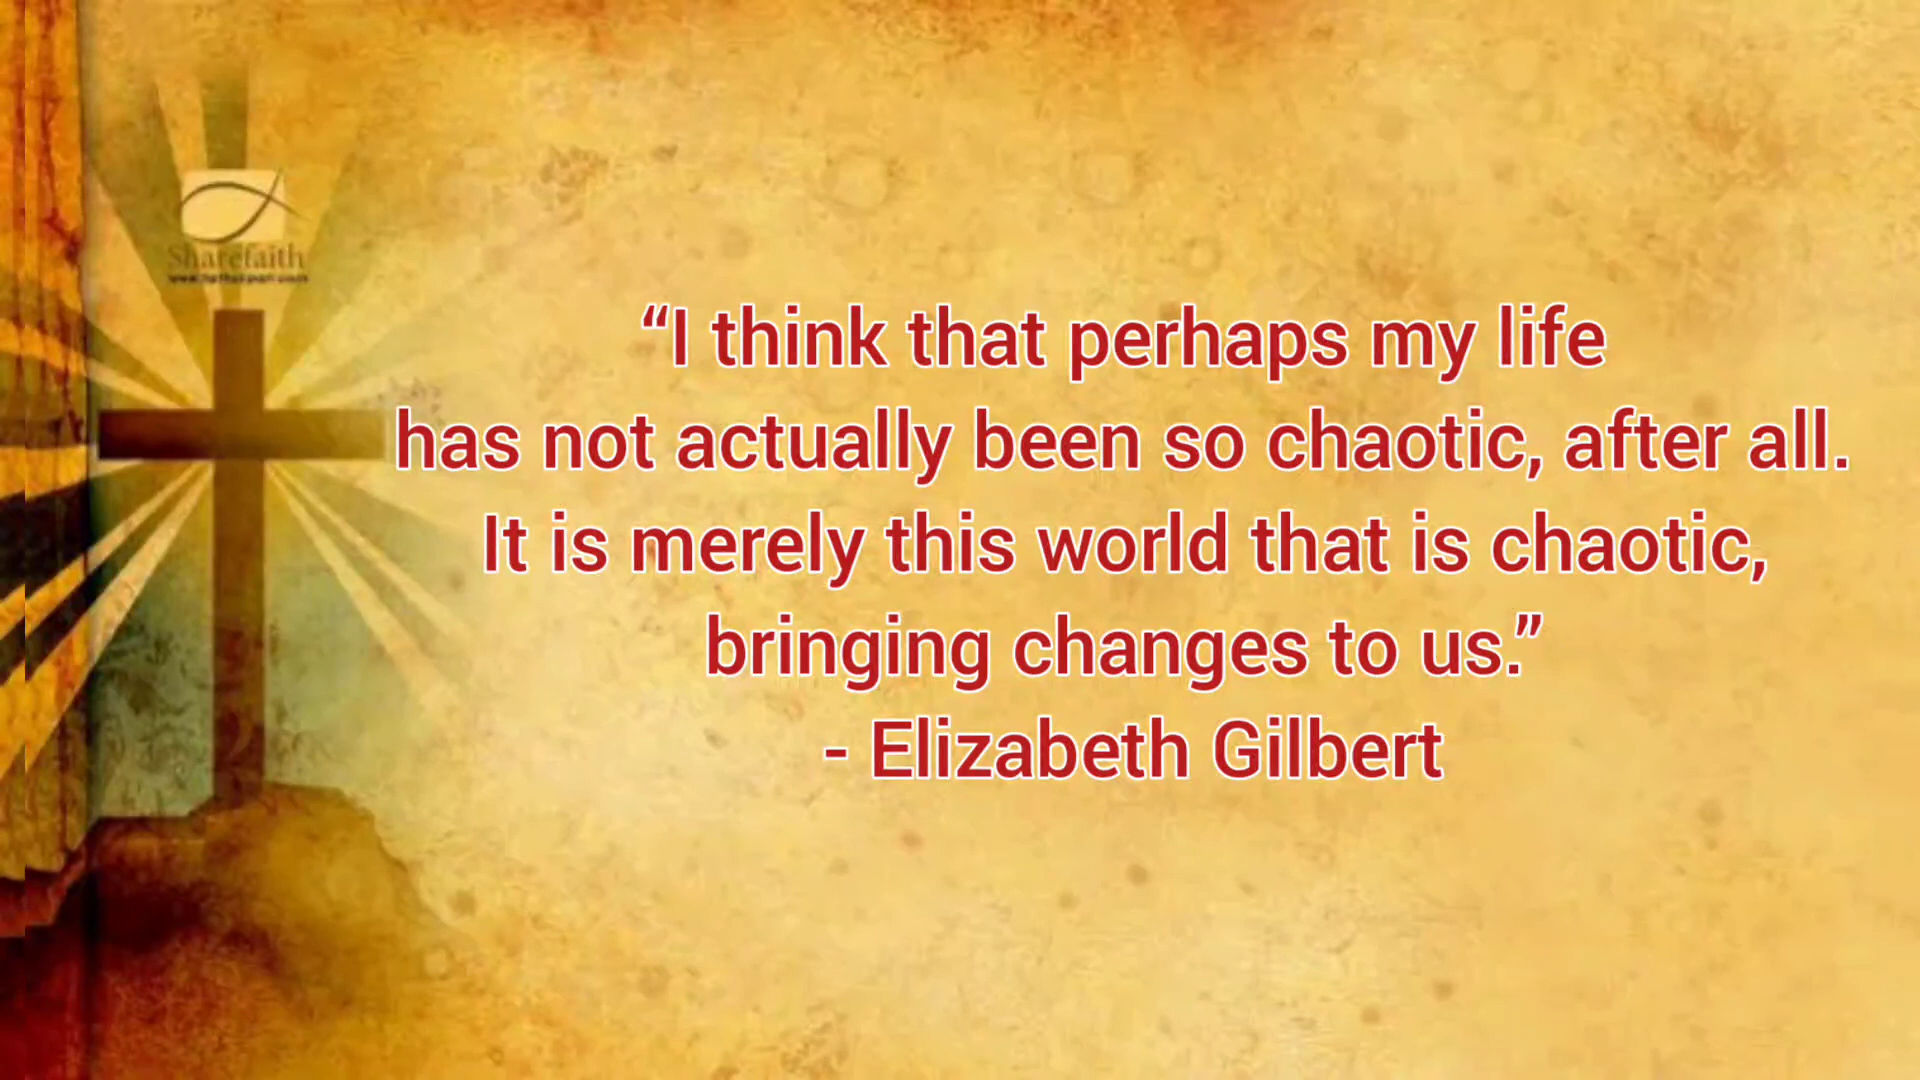 Sharefaith
“I think that perhaps my life
has not actually been so chaotic, after all.
It is merely this world that is chaotic,
bringing changes to us.”
- Elizabeth Gilbert